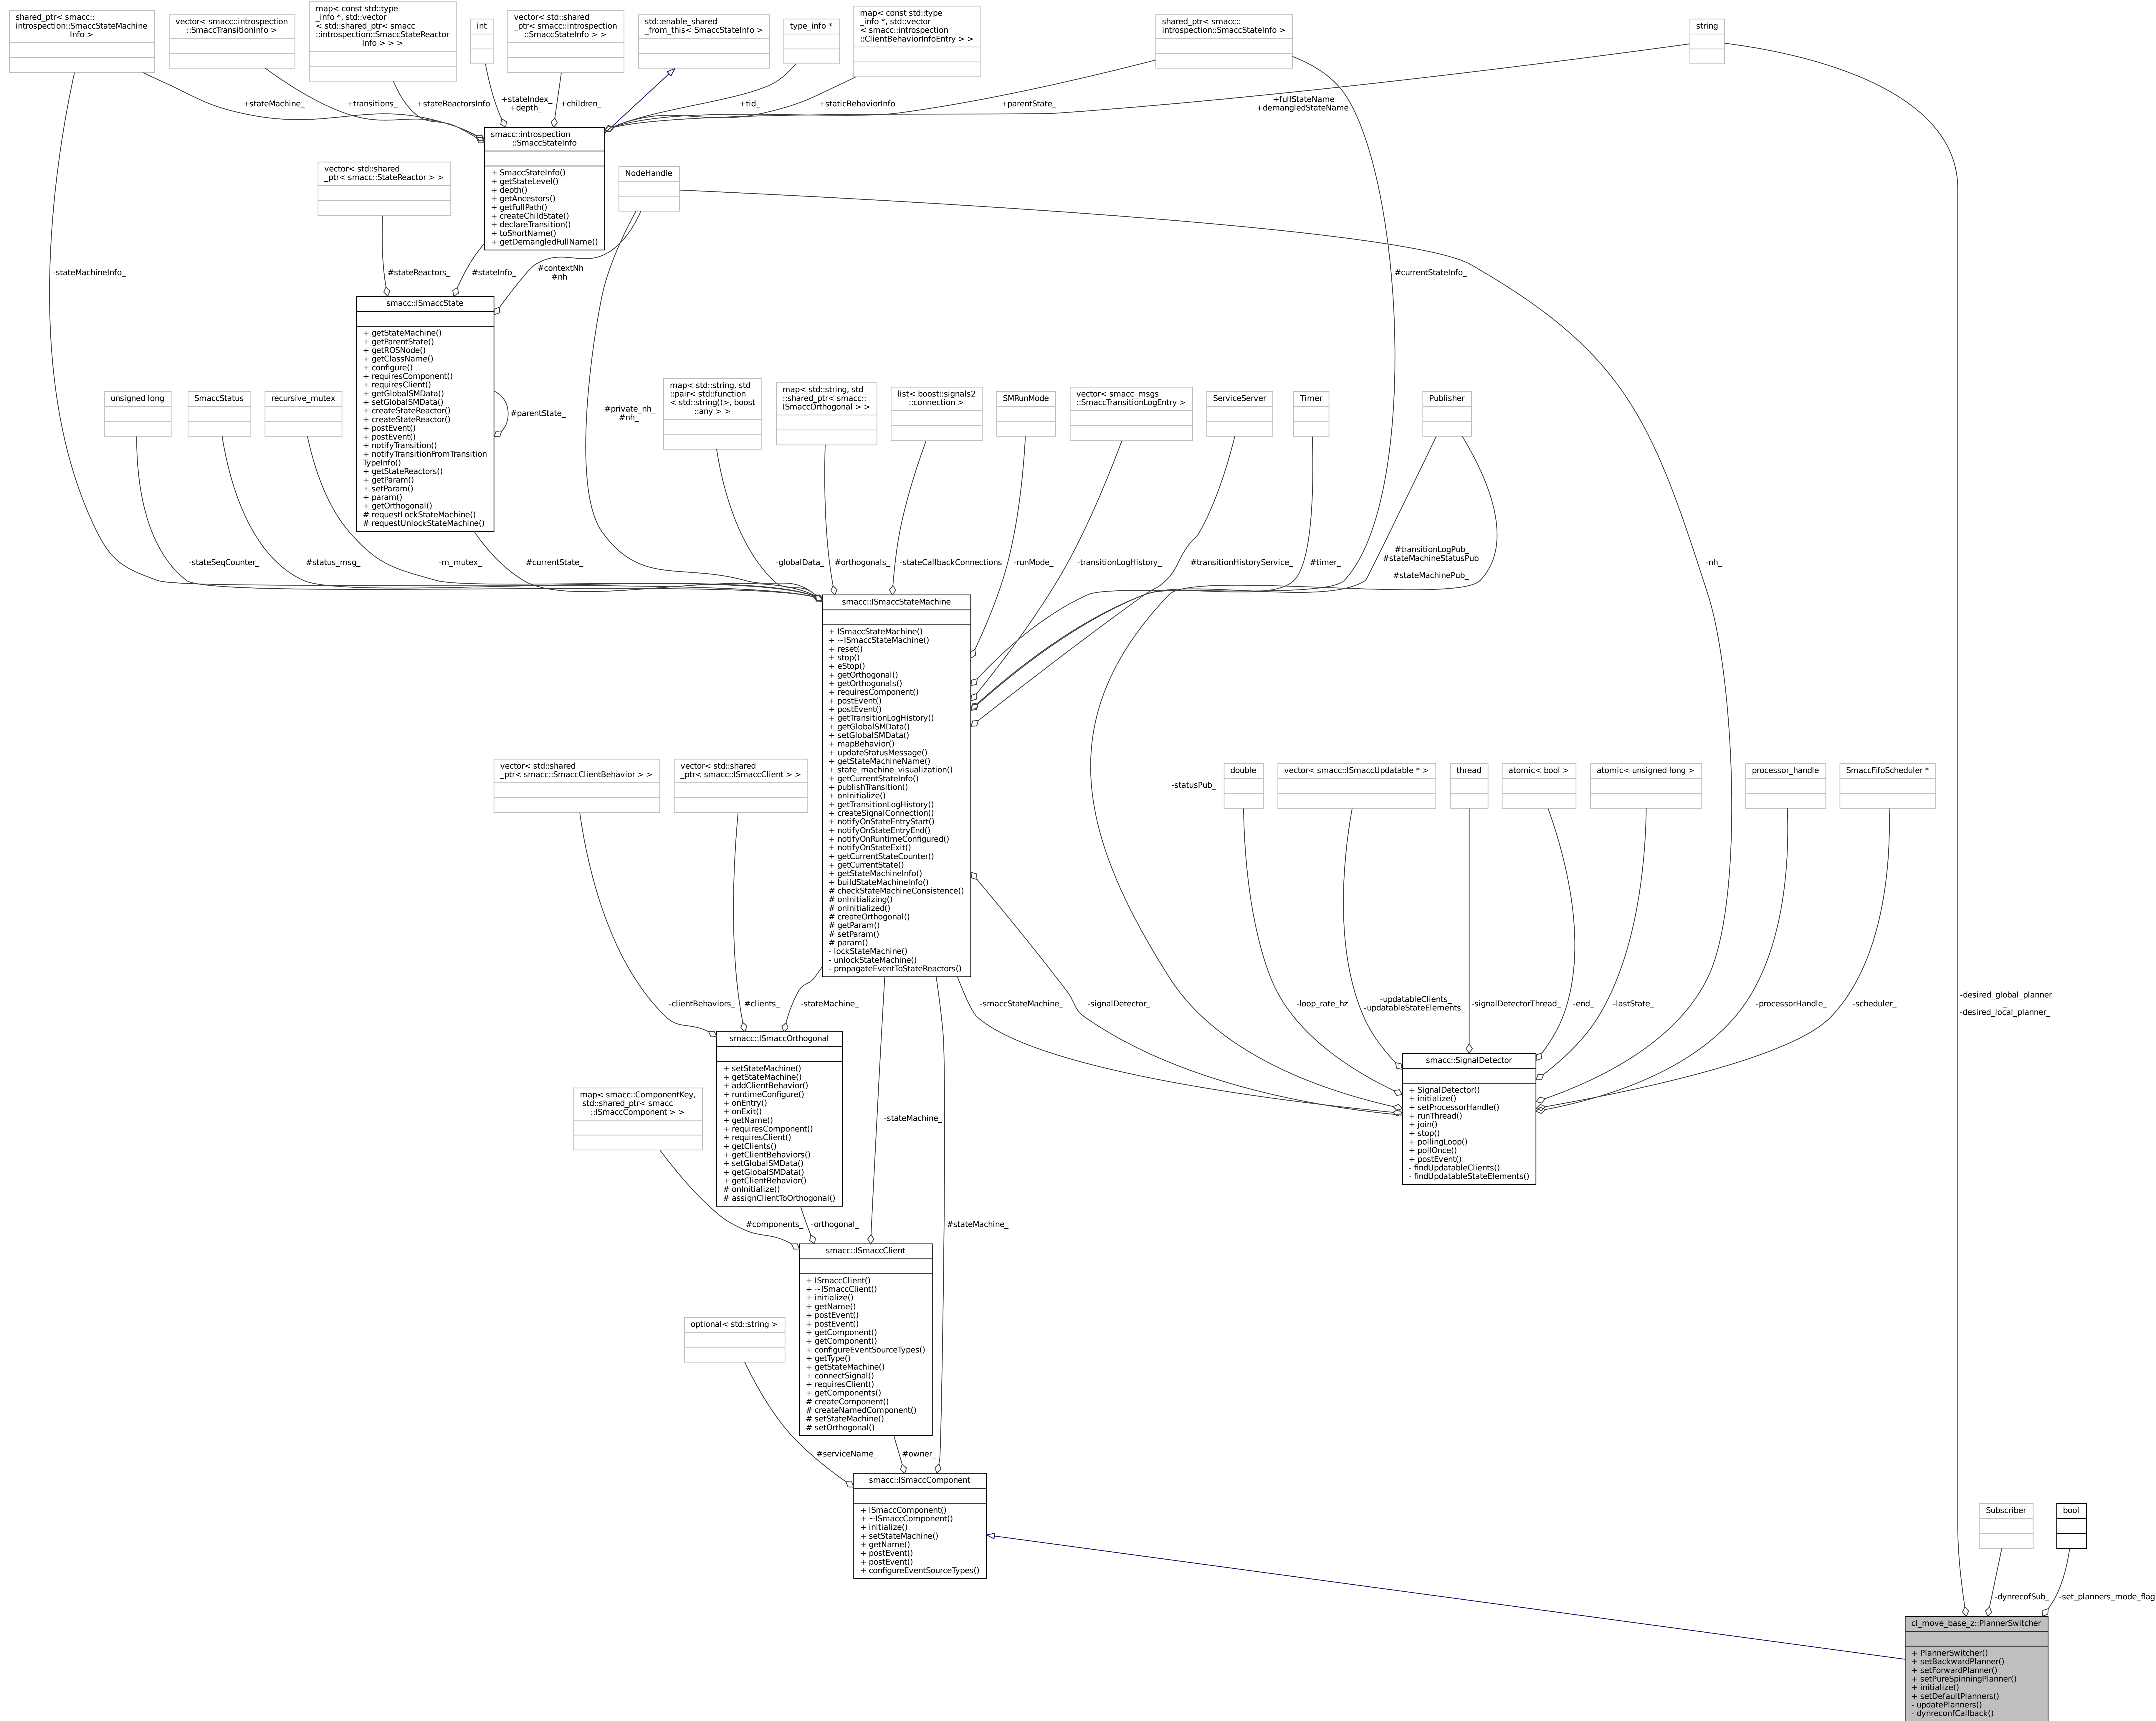 shared_ptr< smacc::
introspection::SmaccStateMachine
Info >
vector< smacc::introspection
::SmaccTransitionInfo >
map< const std::type
_info *, std::vector
< std::shared_ptr< smacc
::introspection::SmaccStateReactor
Info > > >
int
vector< std::shared
_ptr< smacc::introspection
::SmaccStateInfo > >
std::enable_shared
_from_this< SmaccStateInfo >
type_info *
map< const std::type
_info *, std::vector
< smacc::introspection
::ClientBehaviorInfoEntry > >
shared_ptr< smacc::
introspection::SmaccStateInfo >
string
+stateMachine_
+transitions_
+stateReactorsInfo
+stateIndex_
+depth_
+children_
+tid_
+staticBehaviorInfo
+parentState_
+fullStateName
+demangledStateName
smacc::introspection
::SmaccStateInfo
+ SmaccStateInfo()
+ getStateLevel()
+ depth()
+ getAncestors()
+ getFullPath()
+ createChildState()
+ declareTransition()
+ toShortName()
+ getDemangledFullName()
vector< std::shared
_ptr< smacc::StateReactor > >
NodeHandle
-stateMachineInfo_
#stateReactors_
#stateInfo_
#contextNh
#nh
#currentStateInfo_
smacc::ISmaccState
+ getStateMachine()
+ getParentState()
+ getROSNode()
+ getClassName()
+ configure()
+ requiresComponent()
+ requiresClient()
+ getGlobalSMData()
+ setGlobalSMData()
+ createStateReactor()
+ createStateReactor()
+ postEvent()
+ postEvent()
+ notifyTransition()
+ notifyTransitionFromTransition
TypeInfo()
+ getStateReactors()
+ getParam()
+ setParam()
+ param()
+ getOrthogonal()
# requestLockStateMachine()
# requestUnlockStateMachine()
#parentState_
#private_nh_
#nh_
unsigned long
SmaccStatus
recursive_mutex
map< std::string, std
::pair< std::function
< std::string()>, boost
::any > >
map< std::string, std
::shared_ptr< smacc::
ISmaccOrthogonal > >
list< boost::signals2
::connection >
SMRunMode
vector< smacc_msgs
::SmaccTransitionLogEntry >
ServiceServer
Timer
Publisher
-stateSeqCounter_
#status_msg_
-m_mutex_
#currentState_
-globalData_
#orthogonals_
-stateCallbackConnections
-runMode_
-transitionLogHistory_
#transitionHistoryService_
#timer_
#transitionLogPub_
#stateMachineStatusPub
_
#stateMachinePub_
-nh_
smacc::ISmaccStateMachine
+ ISmaccStateMachine()
+ ~ISmaccStateMachine()
+ reset()
+ stop()
+ eStop()
+ getOrthogonal()
+ getOrthogonals()
+ requiresComponent()
+ postEvent()
+ postEvent()
+ getTransitionLogHistory()
+ getGlobalSMData()
+ setGlobalSMData()
+ mapBehavior()
+ updateStatusMessage()
+ getStateMachineName()
+ state_machine_visualization()
+ getCurrentStateInfo()
+ publishTransition()
+ onInitialize()
+ getTransitionLogHistory()
+ createSignalConnection()
+ notifyOnStateEntryStart()
+ notifyOnStateEntryEnd()
+ notifyOnRuntimeConfigured()
+ notifyOnStateExit()
+ getCurrentStateCounter()
+ getCurrentState()
+ getStateMachineInfo()
+ buildStateMachineInfo()
# checkStateMachineConsistence()
# onInitializing()
# onInitialized()
# createOrthogonal()
# getParam()
# setParam()
# param()
- lockStateMachine()
- unlockStateMachine()
- propagateEventToStateReactors()
vector< std::shared
_ptr< smacc::SmaccClientBehavior > >
vector< std::shared
_ptr< smacc::ISmaccClient > >
-statusPub_
double
vector< smacc::ISmaccUpdatable * >
thread
atomic< bool >
atomic< unsigned long >
processor_handle
SmaccFifoScheduler *
-clientBehaviors_
#clients_
-stateMachine_
-smaccStateMachine_
-signalDetector_
-loop_rate_hz
-updatableClients_
-updatableStateElements_
-signalDetectorThread_
-end_
-lastState_
-processorHandle_
-scheduler_
-desired_global_planner
_
-desired_local_planner_
smacc::ISmaccOrthogonal
+ setStateMachine()
+ getStateMachine()
+ addClientBehavior()
+ runtimeConfigure()
+ onEntry()
+ onExit()
+ getName()
+ requiresComponent()
+ requiresClient()
+ getClients()
+ getClientBehaviors()
+ setGlobalSMData()
+ getGlobalSMData()
+ getClientBehavior()
# onInitialize()
# assignClientToOrthogonal()
smacc::SignalDetector
+ SignalDetector()
+ initialize()
+ setProcessorHandle()
+ runThread()
+ join()
+ stop()
+ pollingLoop()
+ pollOnce()
+ postEvent()
- findUpdatableClients()
- findUpdatableStateElements()
map< smacc::ComponentKey,
std::shared_ptr< smacc
::ISmaccComponent > >
-stateMachine_
#components_
-orthogonal_
#stateMachine_
smacc::ISmaccClient
+ ISmaccClient()
+ ~ISmaccClient()
+ initialize()
+ getName()
+ postEvent()
+ postEvent()
+ getComponent()
+ getComponent()
+ configureEventSourceTypes()
+ getType()
+ getStateMachine()
+ connectSignal()
+ requiresClient()
+ getComponents()
# createComponent()
# createNamedComponent()
# setStateMachine()
# setOrthogonal()
optional< std::string >
#serviceName_
#owner_
smacc::ISmaccComponent
+ ISmaccComponent()
+ ~ISmaccComponent()
+ initialize()
+ setStateMachine()
+ getName()
+ postEvent()
+ postEvent()
+ configureEventSourceTypes()
Subscriber
bool
-dynrecofSub_
-set_planners_mode_flag
cl_move_base_z::PlannerSwitcher
+ PlannerSwitcher()
+ setBackwardPlanner()
+ setForwardPlanner()
+ setPureSpinningPlanner()
+ initialize()
+ setDefaultPlanners()
- updatePlanners()
- dynreconfCallback()